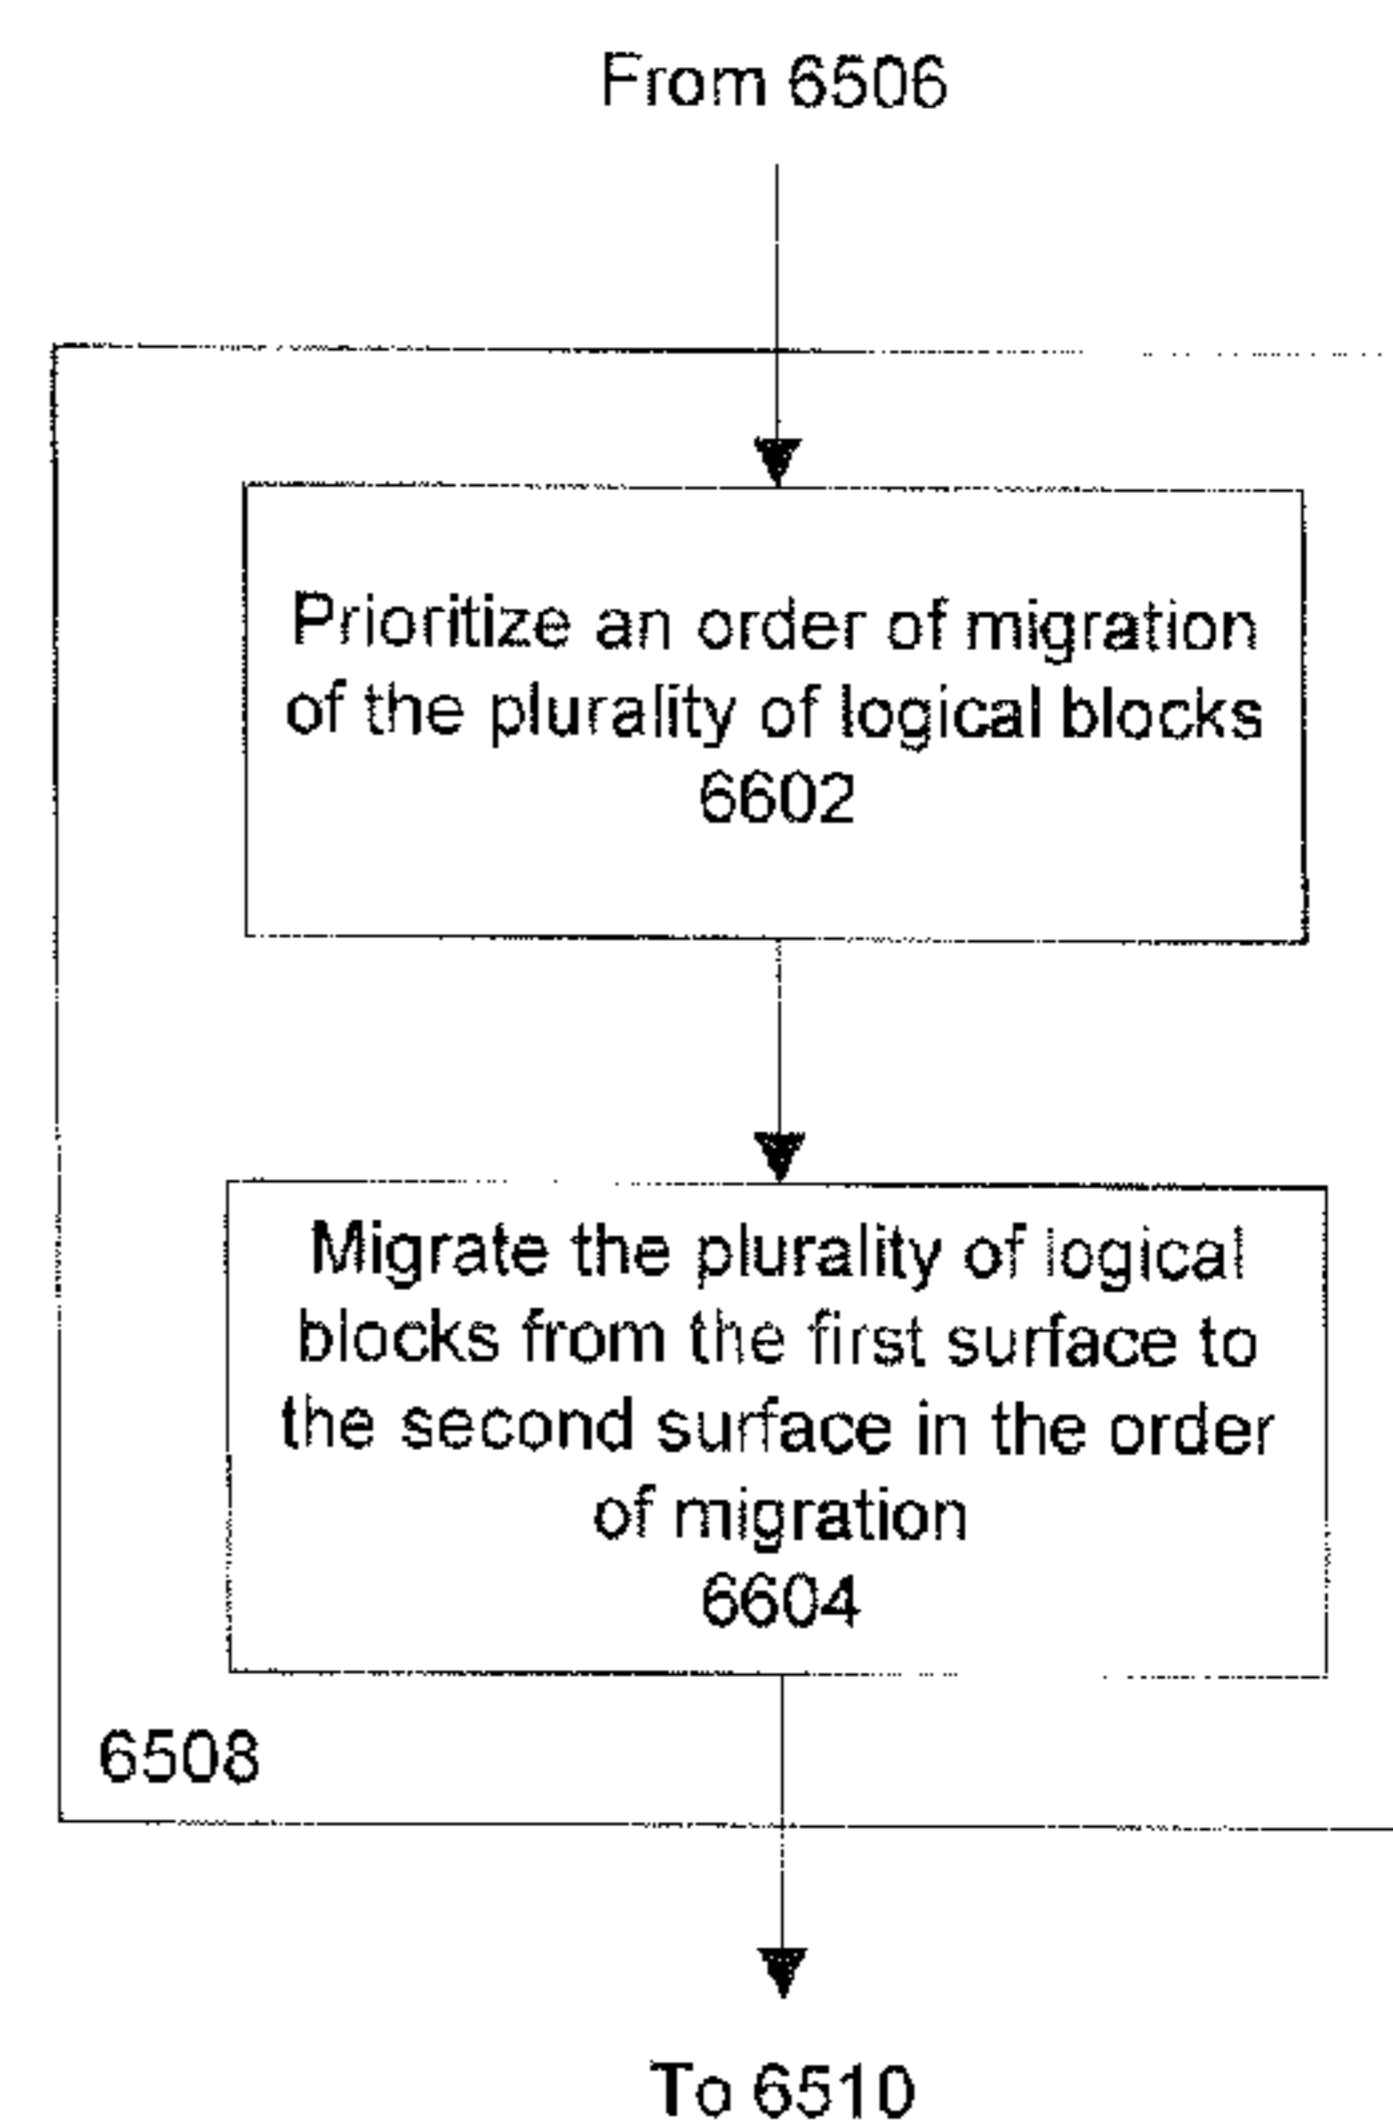 From 6506
Prioritize an order of migration
of the plurality of logical blocks
6602
Migrate the plurality of logical
blocks from the first surface to
the second surface in the order
of migration
6604
6508
To 6510